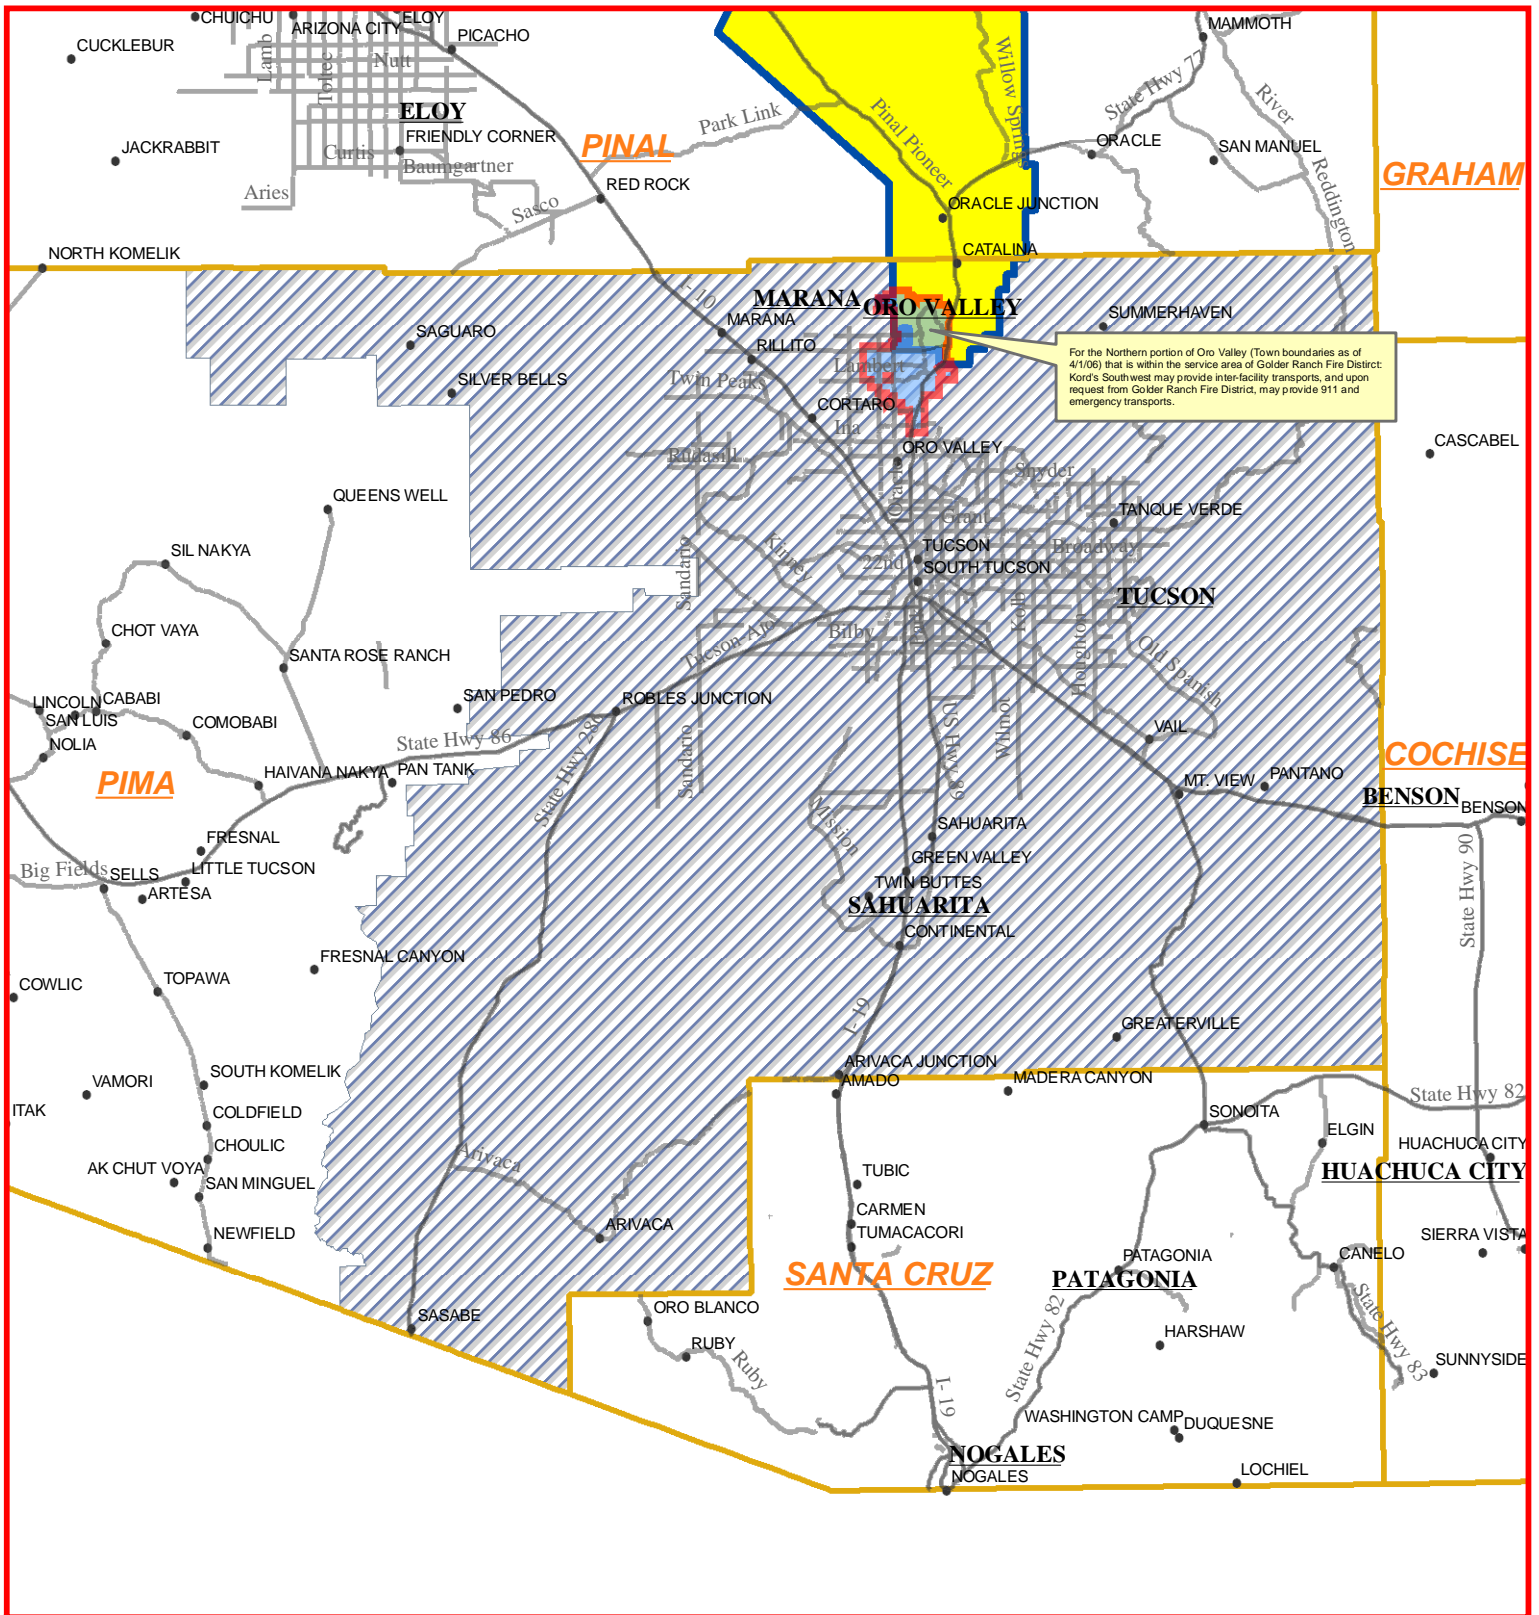 CHUICHU
ARIZONA CITY
ELOY
MAMMOTH
CUCKLEBUR
PICACHO
Lamb
Toltec
Nutt
Willow Springs
State Hwy 77
River
ELOY
Park Link
Pinal Pioneer
FRIENDLY CORNER
PINAL
ORACLE
SAN MANUEL
JACKRABBIT
Curtis
Baumgartner
Reddington
GRAHAM
Aries
RED ROCK
Sasco
ORACLE JUNCTION
NORTH KOMELIK
CATALINA
I- 10
MARANA
ORO VALLEY
SUMMERHAVEN
MARANA
SAGUARO
RILLITO
Lambert
For the Northern portion of Oro Valley (Town boundaries as of
4/1/06) that is within the service area of Golder Ranch Fire Distirct:
Kord's Southwest may provide inter-facility transports, and upon
request from Golder Ranch Fire District, may provide 911 and
emergency transports.
SILVER BELLS
Twin Peaks
CORTARO
Ina
ORO VALLEY
CASCABEL
Rudasill
Snyder
QUEENS WELL
Oracle
Grant
TANQUE VERDE
SIL NAKYA
Sandario
Kinney
22nd
TUCSON
Broadway
SOUTH TUCSON
TUCSON
CHOT VAYA
Tucson-Ajo
Bilby
Park
Kolb
Houghton
Old Spanish
SANTA ROSE RANCH
LINCOLN
CABABI
SAN LUIS
SAN PEDRO
ROBLES JUNCTION
COMOBABI
NOLIA
State Hwy 86
State Hwy 286
Sandario
US Hwy 89
Wilmot
VAIL
COCHISE
PIMA
HAIVANA NAKYA
PAN TANK
MT. VIEW
PANTANO
BENSON
BENSON
Mission
FRESNAL
SAHUARITA
Big Fields
SELLS
LITTLE TUCSON
ARTESA
GREEN VALLEY
TWIN BUTTES
SAHUARITA
State Hwy 90
CONTINENTAL
FRESNAL CANYON
COWLIC
TOPAWA
I- 19
GREATERVILLE
ARIVACA JUNCTION
AMADO
MADERA CANYON
VAMORI
SOUTH KOMELIK
State Hwy 82
ITAK
COLDFIELD
SONOITA
ELGIN
CHOULIC
Arivaca
HUACHUCA CITY
AK CHUT VOYA
SAN MINGUEL
TUBIC
HUACHUCA CITY
CARMEN
NEWFIELD
ARIVACA
TUMACACORI
SIERRA VISTA
PATAGONIA
CANELO
SANTA CRUZ
PATAGONIA
SASABE
ORO BLANCO
State Hwy 82
HARSHAW
State Hwy 83
RUBY
Ruby
SUNNYSIDE
I- 19
WASHINGTON CAMP
DUQUESNE
NOGALES
NOGALES
LOCHIEL